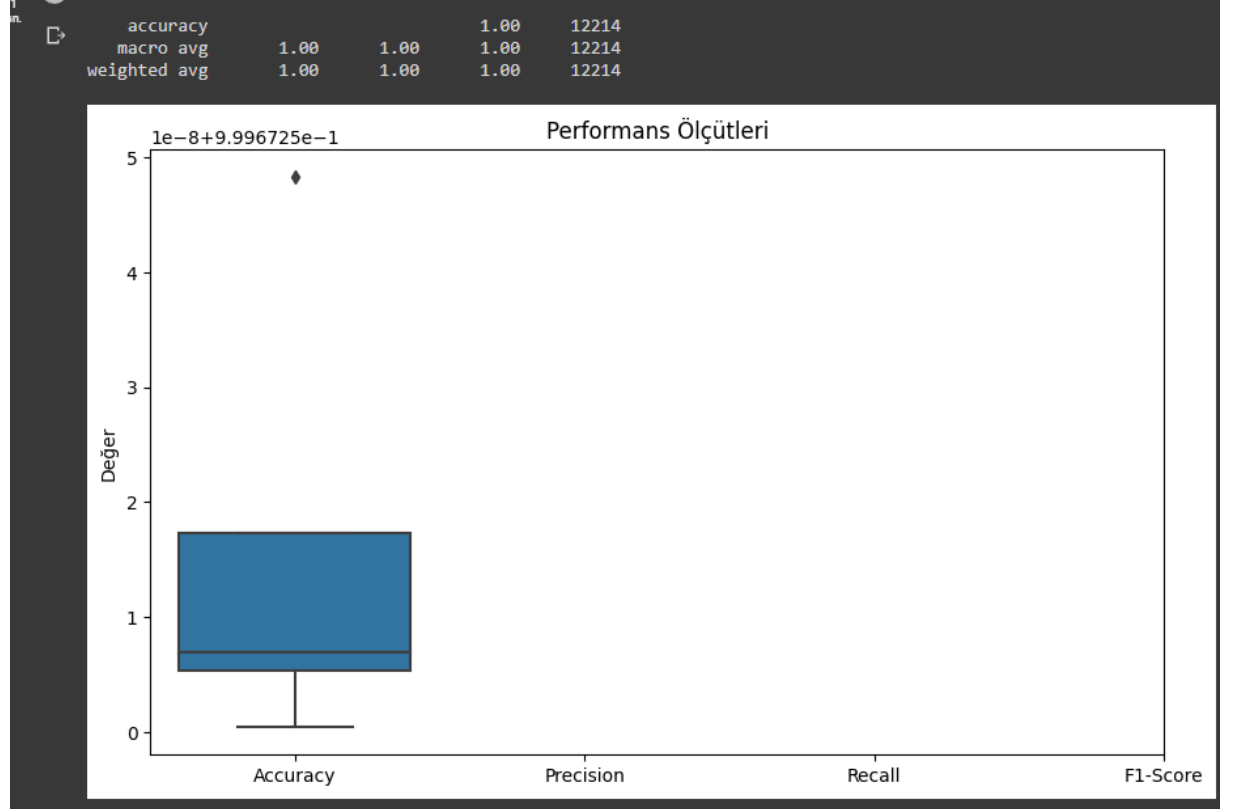 accuracy 1.00 12214
macro avg 1.00 1.00 1.00 12214
weighted avg 1.00 1.00 1.00 12214
Performans Ölçütleri
1e−8+9.996725e−1
5
4
3
2
1
0
Değer
Accuracy Precision Recall F1-Score